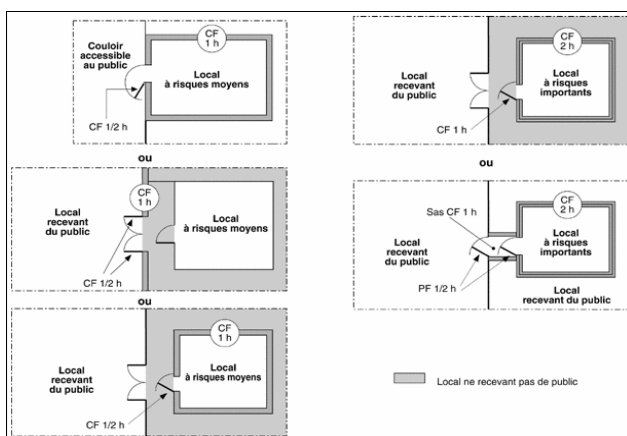 CF
1 h
Couloir
accessible
au public
Local
à risques moyens
CF 1/2 h
ou
CF
1 h
Local
recevant
du public
Local
à risques moyens
CF 1/2 h
ou
CF
1 h
Local
recevant
du public
Local
à risques moyens
CF 1/2 h
CF
2 h
Local
recevant
du public
Local
à risques
importants
CF 1 h
ou
CF
2 h
Sas CF 1 h
Local
recevant
du public
Local
à risques
importants
PF 1/2 h
Local
recevant du public
Local ne recevant pas de public